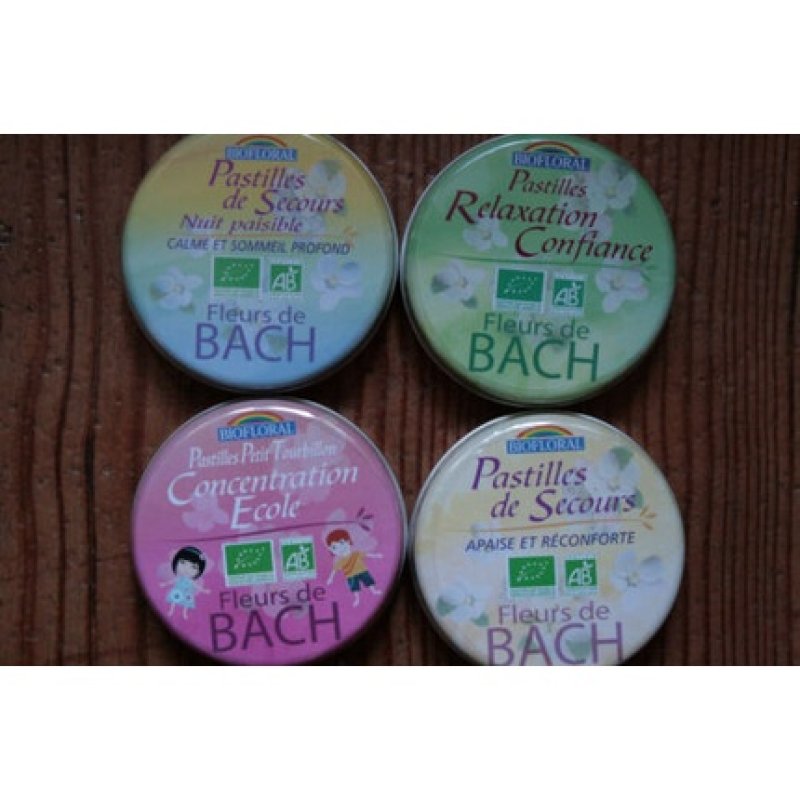 BIOFLORAL
Pastilles
de Secours
Nuit paisible
CALME ET SOMMEIL PROFOND
AB
Fleurs de
BACH
BIOFLORAL
Pastilles
Relaxation
Confiance
AB
Fleurs de
BACH
BIOFLORAL
Pastilles Petit Tourbillon
Concentration
Ecole
AB
Fleurs de
BACH
BIOFLORAL
Pastilles
de Secours
APAISE ET RÉCONFORTE
AB
Fleurs de
BACH